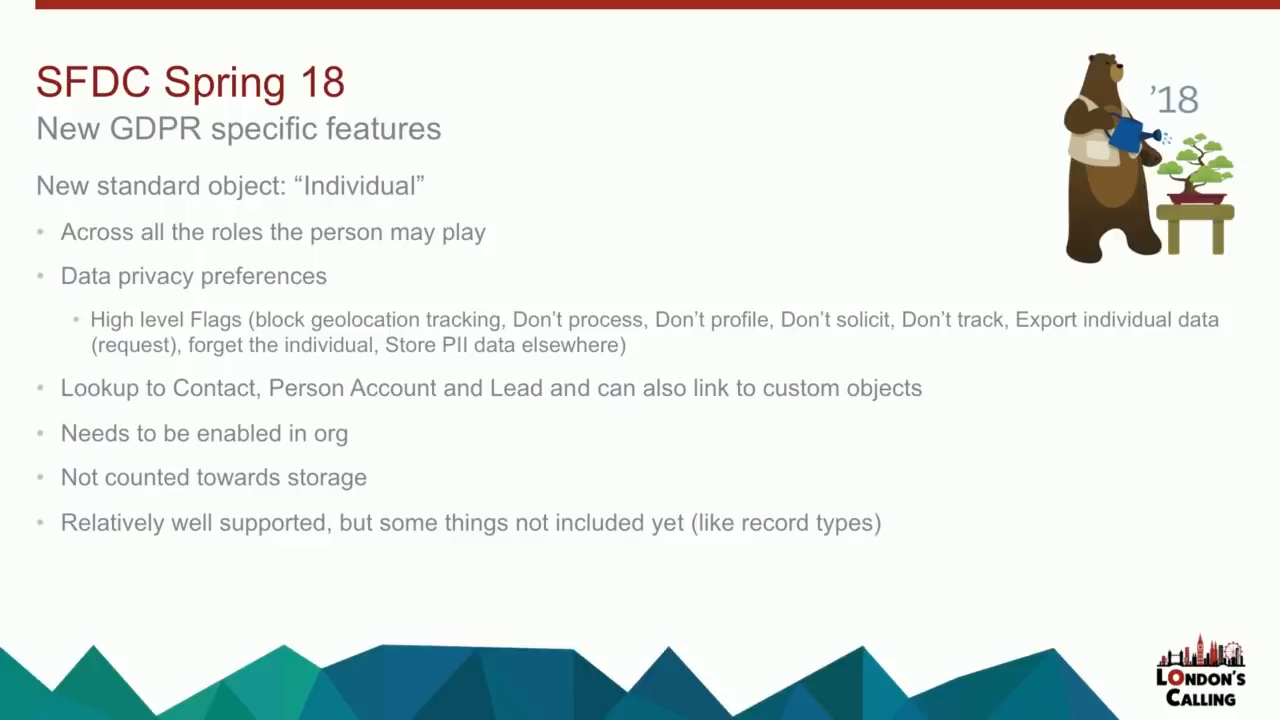 SFDC Spring 18
'18
New GDPR specific features
New standard object: “Individual”
• Across all the roles the person may play
• Data privacy preferences
• High level Flags (block geolocation tracking, Don’t process, Don’t profile, Don’t solicit, Don’t track, Export individual data
(request), forget the individual, Store PII data elsewhere)
• Lookup to Contact, Person Account and Lead and can also link to custom objects
• Needs to be enabled in org
• Not counted towards storage
• Relatively well supported, but some things not included yet (like record types)
LONDON'S
CALLING